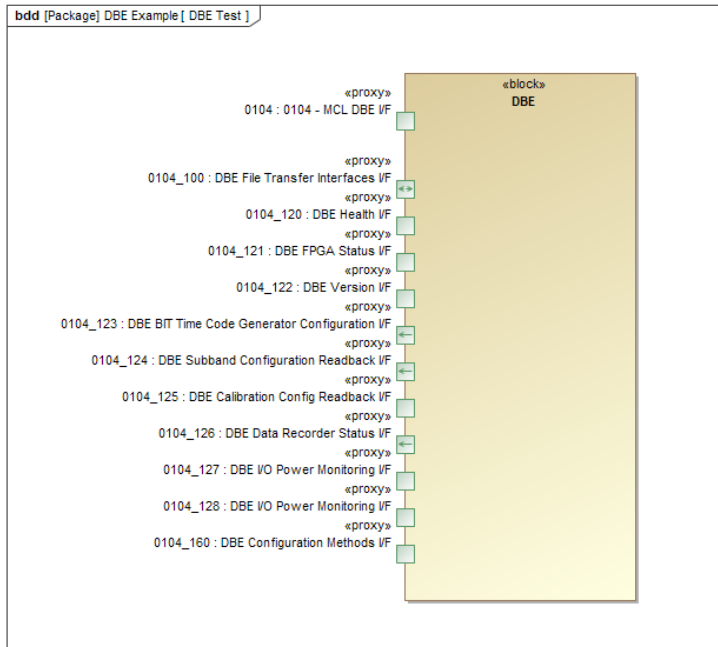 bdd [Package] DBE Example [ DBE Test ]
«block»
DBE
«proxy»
0104 : 0104 - MCL DBE I/F
«proxy»
0104_100 : DBE File Transfer Interfaces I/F
«proxy»
0104_120 : DBE Health I/F
«proxy»
0104_121 : DBE FPGA Status I/F
«proxy»
0104_122 : DBE Version I/F
«proxy»
0104_123 : DBE BIT Time Code Generator Configuration I/F
«proxy»
0104_124 : DBE Subband Configuration Readback I/F
«proxy»
0104_125 : DBE Calibration Config Readback I/F
«proxy»
0104_126 : DBE Data Recorder Status I/F
«proxy»
0104_127 : DBE I/O Power Monitoring I/F
«proxy»
0104_128 : DBE I/O Power Monitoring I/F
«proxy»
0104_160 : DBE Configuration Methods I/F